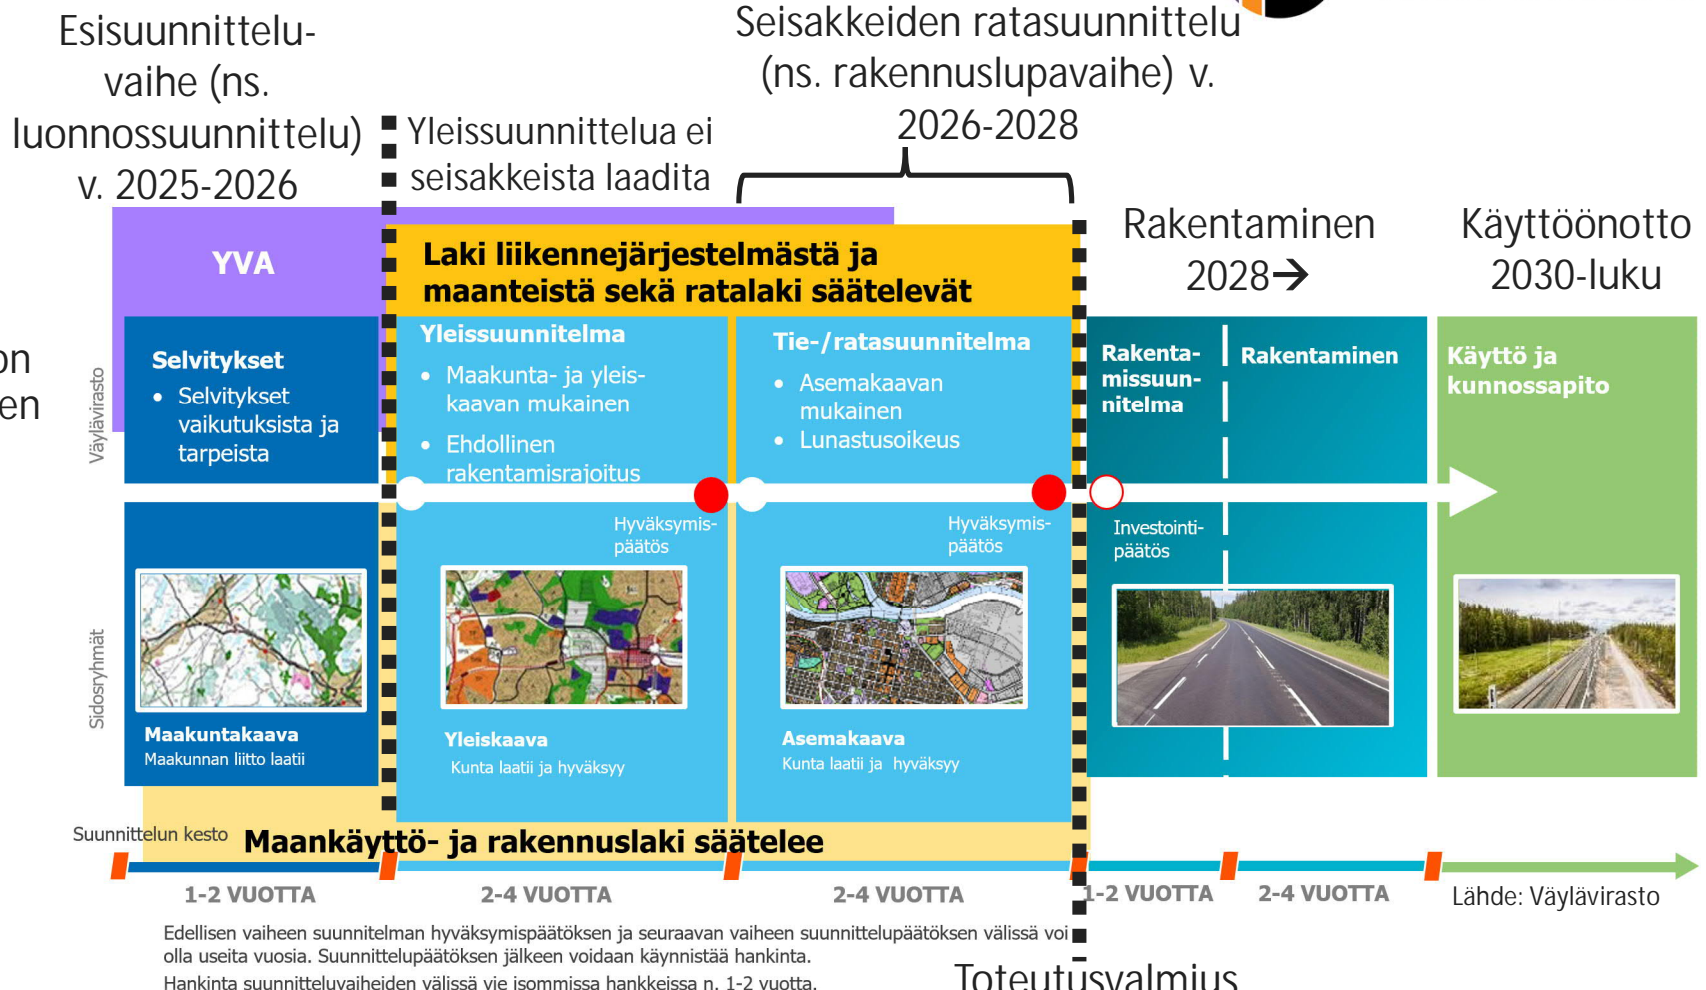 Esisuunnittelu-
vaihe (ns.
luonnossuunnittelu)
v. 2025-2026
Yleissuunnittelua ei
seisakkeista laadita
Seisakkeiden ratasuunnittelu
(ns. rakennuslupavaihe) v.
2026-2028
Rakentaminen
2028→
Käyttöönotto
2030-luku
on
en
YVA
Laki liikennejärjestelmästä ja
maanteistä sekä ratalaki säätelevät
Väylävirasto
Selvitykset
• Selvitykset
vaikutuksista ja
tarpeista
Yleissuunnitelma
• Maakunta- ja yleis-
kaavan mukainen
• Ehdollinen
rakentamisrajoitus
Tie-/ratasuunnitelma
• Asemakaavan
mukainen
• Lunastusoikeus
Rakenta-
missuun-
nitelma
Rakentaminen
Käyttö ja
kunnossapito
Hyväksymis-
päätös
Hyväksymis-
päätös
Investointi-
päätös
Sidosryhmät
Maakuntakaava
Maakunnan liitto laatii
Yleiskaava
Kunta laatii ja hyväksyy
Asemakaava
Kunta laatii ja hyväksyy
Suunnittelun kesto
Maankäyttö- ja rakennuslaki säätelee
1-2 VUOTTA
2-4 VUOTTA
2-4 VUOTTA
1-2 VUOTTA
2-4 VUOTTA
Lähde: Väylävirasto
Edellisen vaiheen suunnitelman hyväksymispäätöksen ja seuraavan vaiheen suunnittelupäätöksen välissä voi
olla useita vuosia. Suunnittelupäätöksen jälkeen voidaan käynnistää hankinta.
Hankinta suunnitteluvaiheiden välissä vie isommissa hankkeissa n. 1-2 vuotta.
Toteutusvalmius